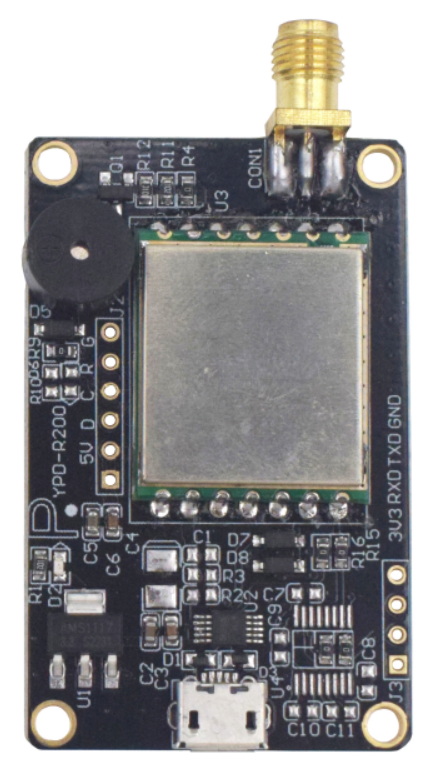 CON1
Q1
R12
R11
R4
U3
J2
G
R
C
D
5V
D5
R9
D6
R10
YPD-R200
3V3 RXD TXD GND
C5
C6
C4
C1
D7
D8
R3
R2
U2
R16
R15
R1
D2
C7
C9
C8
AMS1117
U1
C2
C3
D1
U4
J3
C10 C11